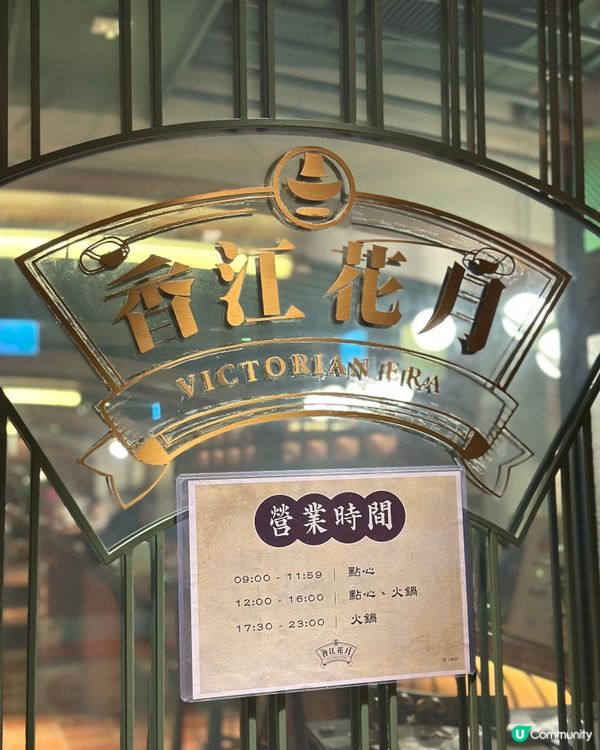 香江花月
VICTORIAN ERA
營業時間
09:00 - 11:59 | 點心
12:00 - 16:00 | 點心、火鍋
17:30 - 23:00 | 火鍋
香江花月
U Community